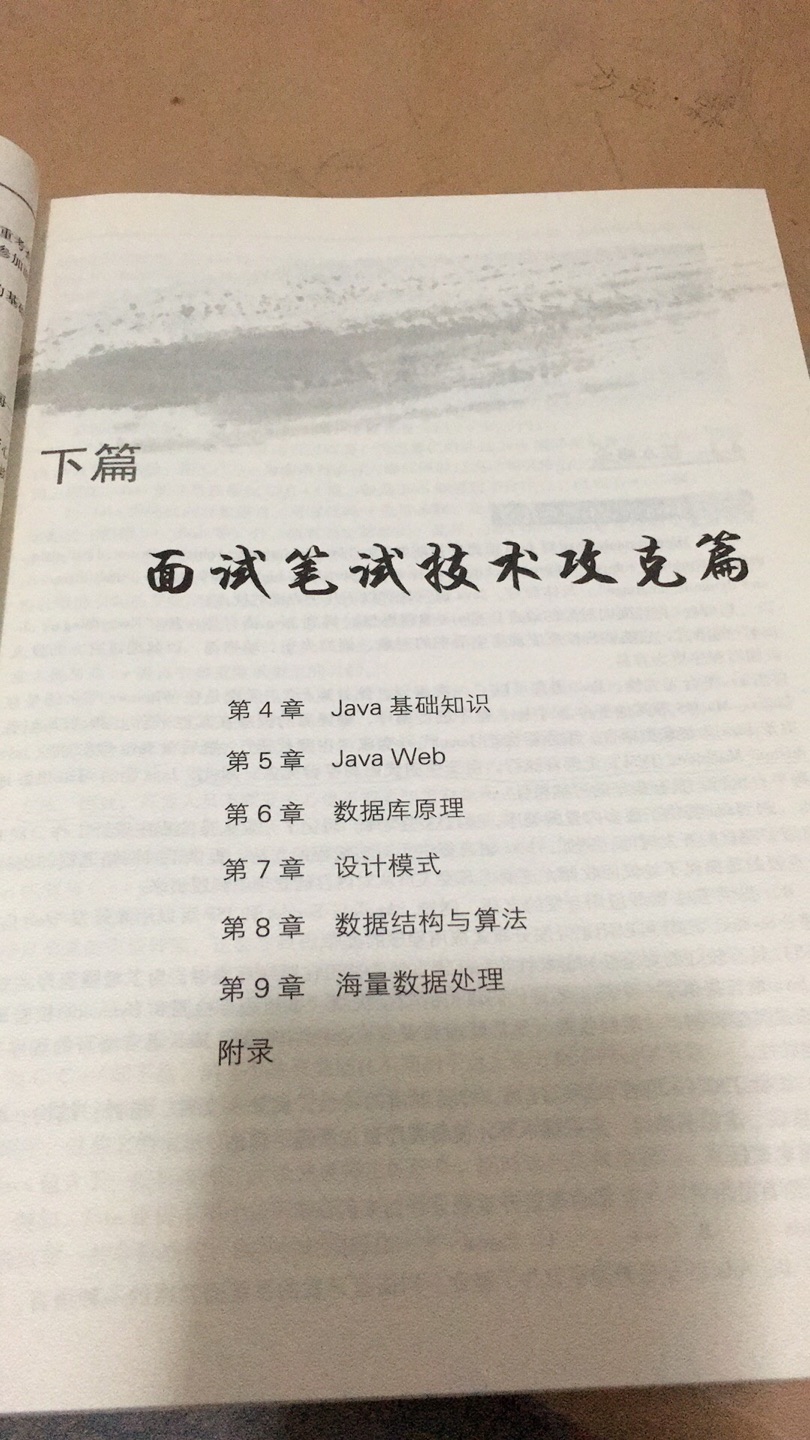 下篇
面试笔试技术攻克篇
第 4 章 Java 基础知识
第 5 章 Java Web
第 6 章 数据库原理
第 7 章 设计模式
第 8 章 数据结构与算法
第 9 章 海量数据处理
附录